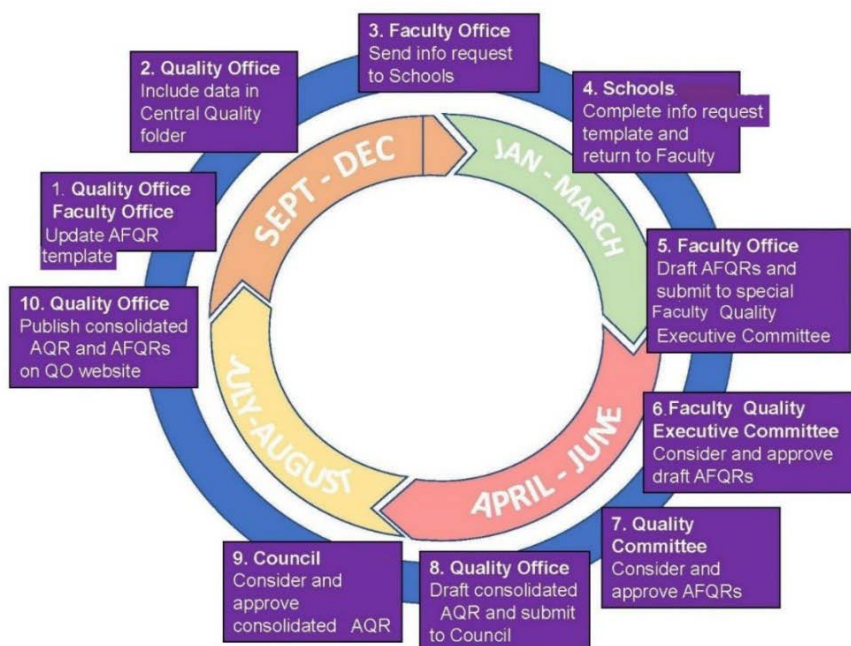 1. Quality Office
Faculty Office
Update AFQR
template
2. Quality Office
Include data in
Central Quality
folder
3. Faculty Office
Send info request
to Schools
4. Schools
Complete info request
template and
return to Faculty
5. Faculty Office
Draft AFQRs and
submit to special
Faculty Quality
Executive Committee
6. Faculty Quality
Executive Committee
Consider and approve
draft AFQRs
7. Quality
Committee
Consider and
approve AFQRs
8. Quality Office
Draft consolidated
AQR and submit
to Council
9. Council
Consider and
approve
consolidated AQR
10. Quality Office
Publish consolidated
AQR and AFQRs
on QO website
SEPT - DEC
JAN - MARCH
APRIL - JUNE
JULY-AUGUST